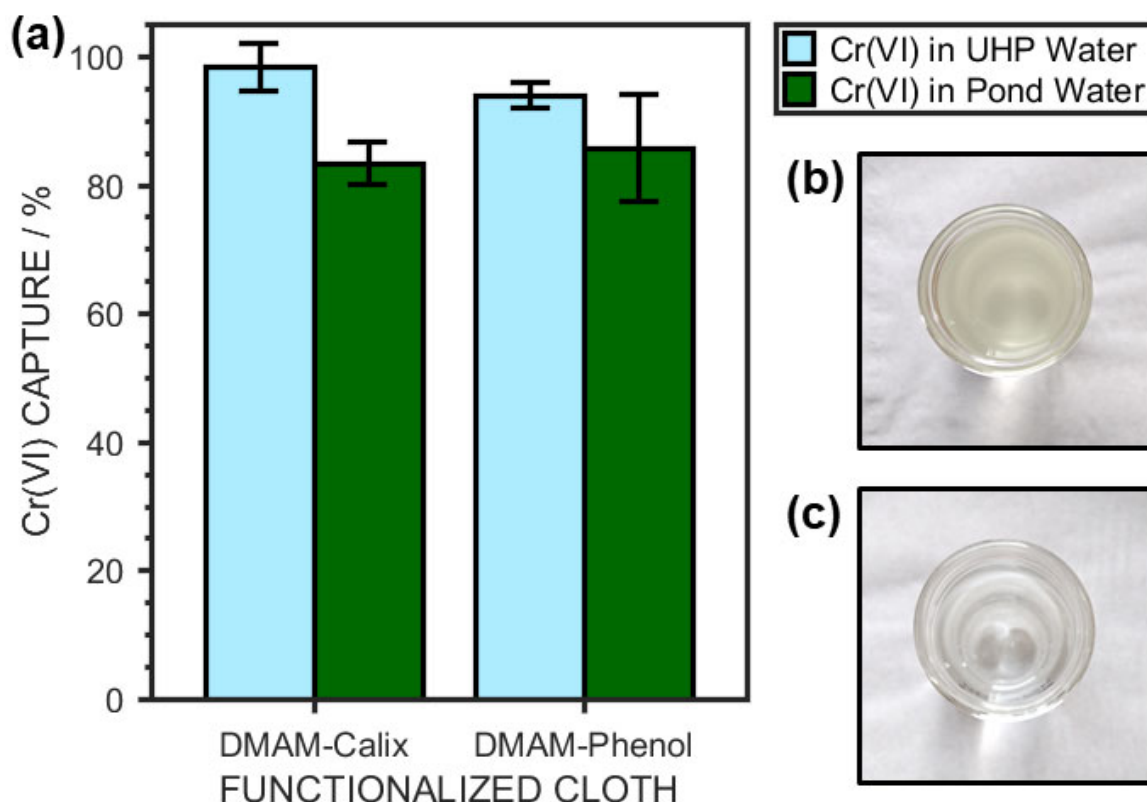 (a)
100
80
60
40
20
0
Cr(VI) CAPTURE / %
DMAM-Calix DMAM-Phenol
FUNCTIONALIZED CLOTH
Cr(VI) in UHP Water
Cr(VI) in Pond Water
(b)
(c)